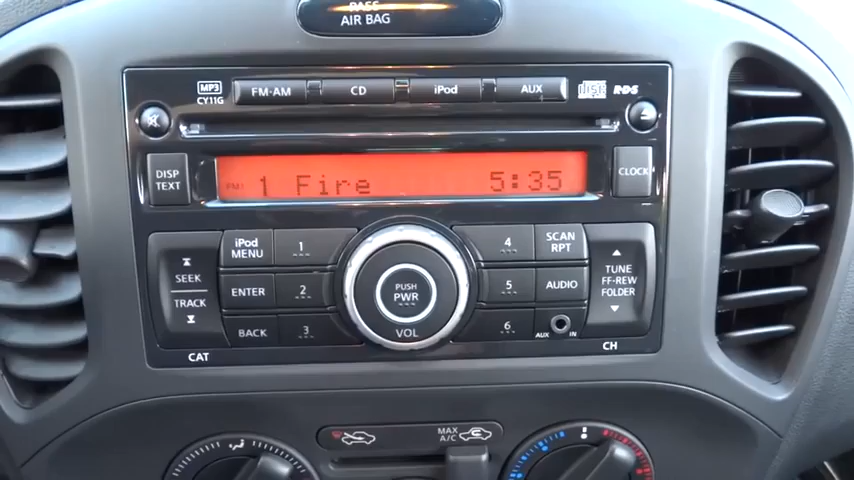 PASS
AIR BAG
MP3
CY11G
FM·AM
CD
iPod
AUX
disc
R·D·S
DISP
TEXT
FM1 1 Fire 5:35
CLOCK
SEEK
TRACK
CAT
iPod
MENU
ENTER
BACK
1
2
3
PUSH
PWR
VOL
4
5
6
SCAN
RPT
AUDIO
AUX IN
TUNE
FF·REW
FOLDER
CH
MAX
A/C